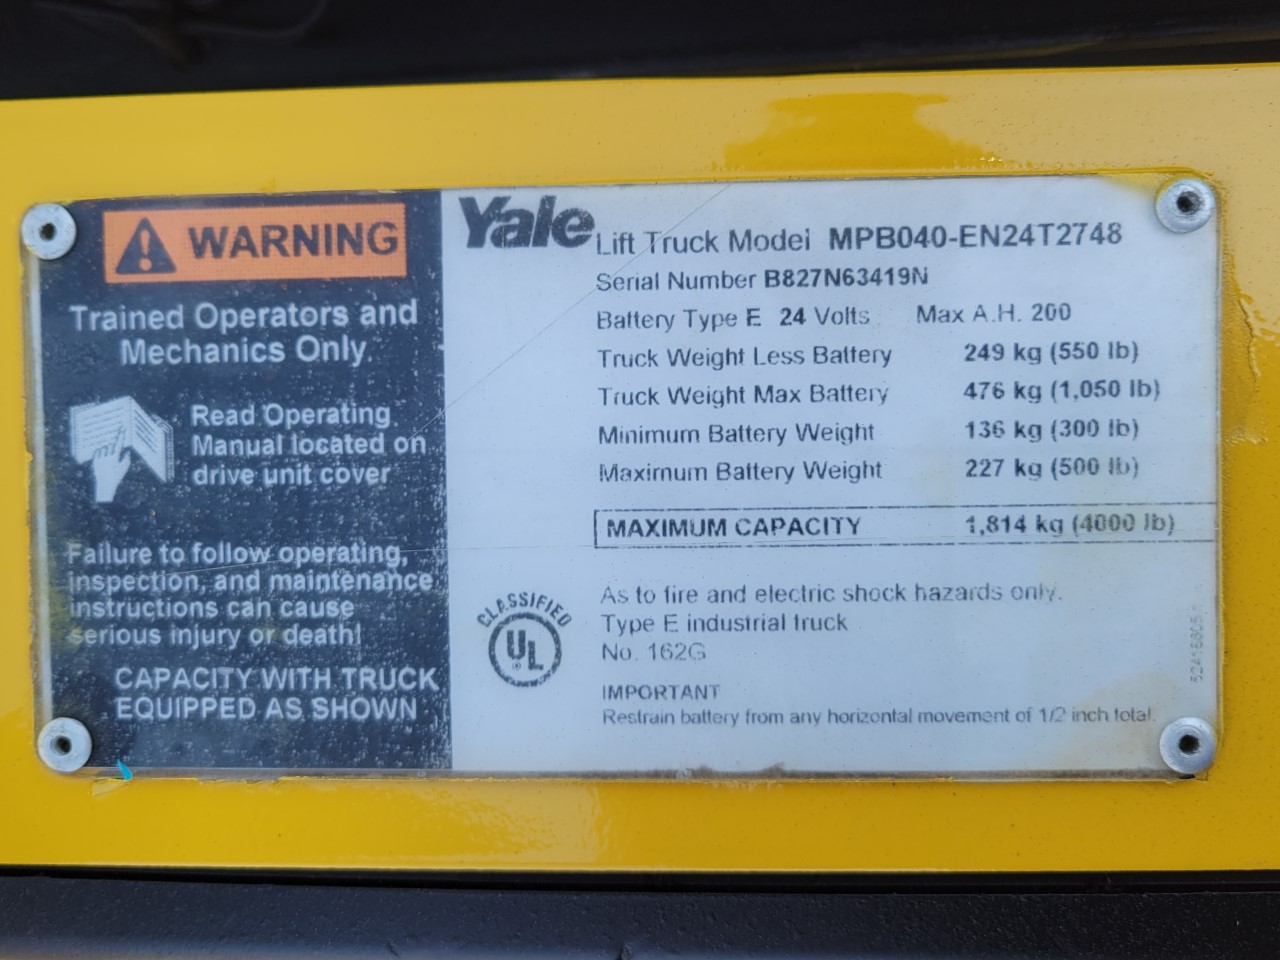 WARNING
Trained Operators and
Mechanics Only.
Read Operating
Manual located on
drive unit cover
Failure to follow operating,
inspection, and maintenance
instructions can cause
serious injury or death!
CAPACITY WITH TRUCK
EQUIPPED AS SHOWN
Yale
Lift Truck Model MPB040-EN24T2748
Serial Number B827N63419N
Battery Type E 24 Volts Max A.H. 200
Truck Weight Less Battery 249 kg (550 lb)
Truck Weight Max Battery 476 kg (1,050 lb)
Minimum Battery Weight 136 kg (300 lb)
Maximum Battery Weight 227 kg (500 lb)
MAXIMUM CAPACITY 1,814 kg (4000 lb)
CLASSIFIED
UL
As to fire and electric shock hazards only.
Type E industrial truck
No. 162G
IMPORTANT
Restrain battery from any horizontal movement of 1/2 inch total.